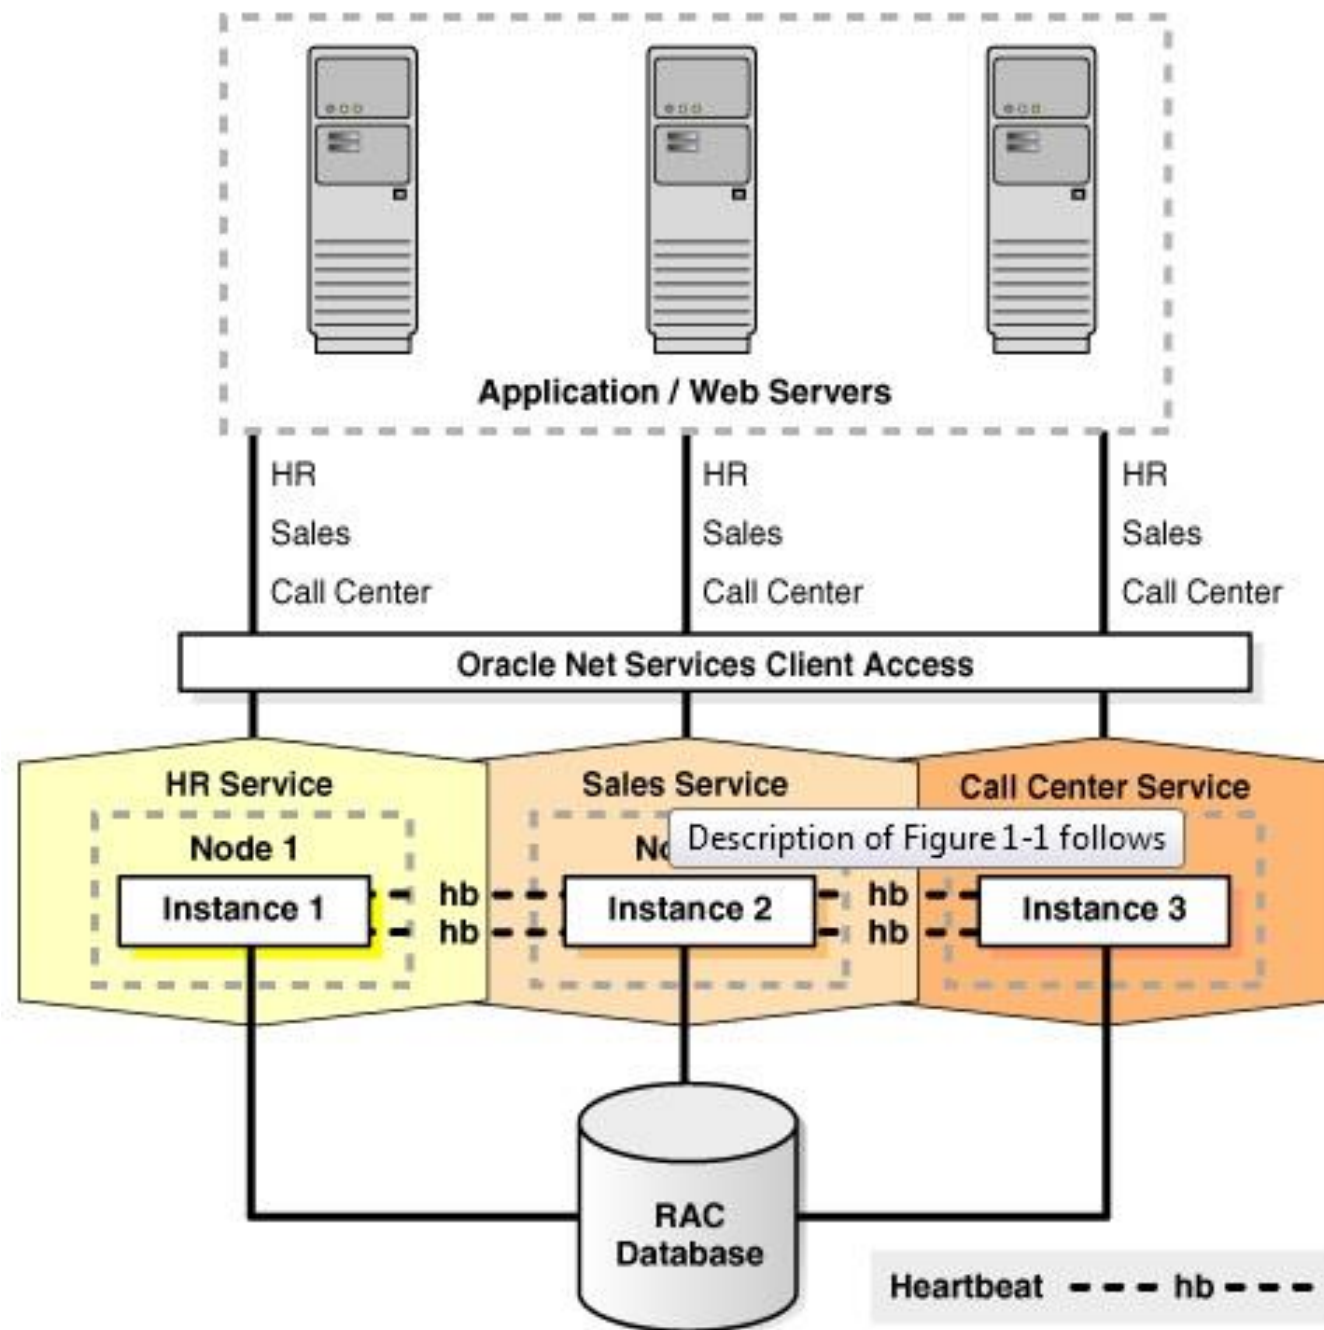 Application / Web Servers
HR
Sales
Call Center
HR
Sales
Call Center
HR
Sales
Call Center
Oracle Net Services Client Access
HR Service
Sales Service
Call Center Service
Node 1
Description of Figure 1-1 follows
Instance 1
hb
hb
Instance 2
hb
hb
Instance 3
RAC
Database
Heartbeat
hb